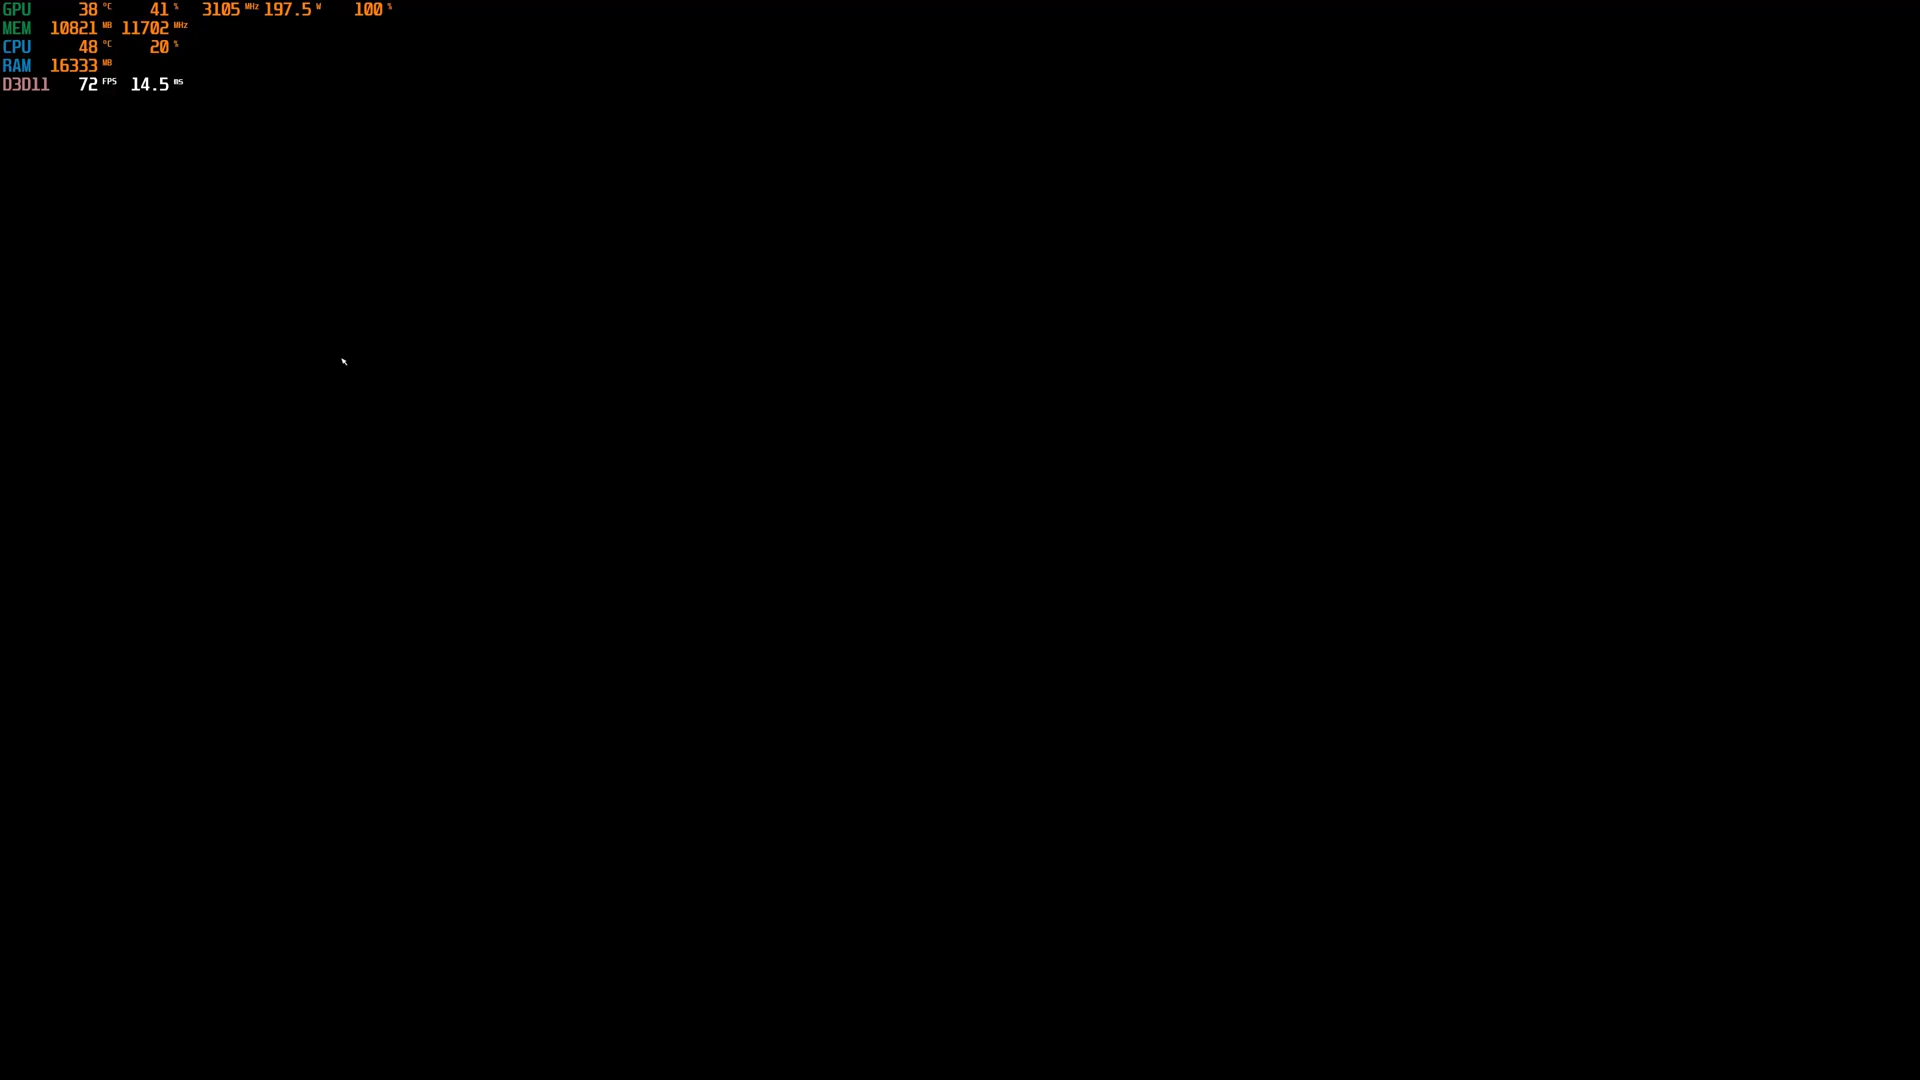 GPU 38 °C 41 % 3105 MHz 197.5 W 100 %
MEM 10821 MB 11702 MHz
CPU 48 °C 20 %
RAM 16333 MB
D3D11 72 FPS 14.5 ms